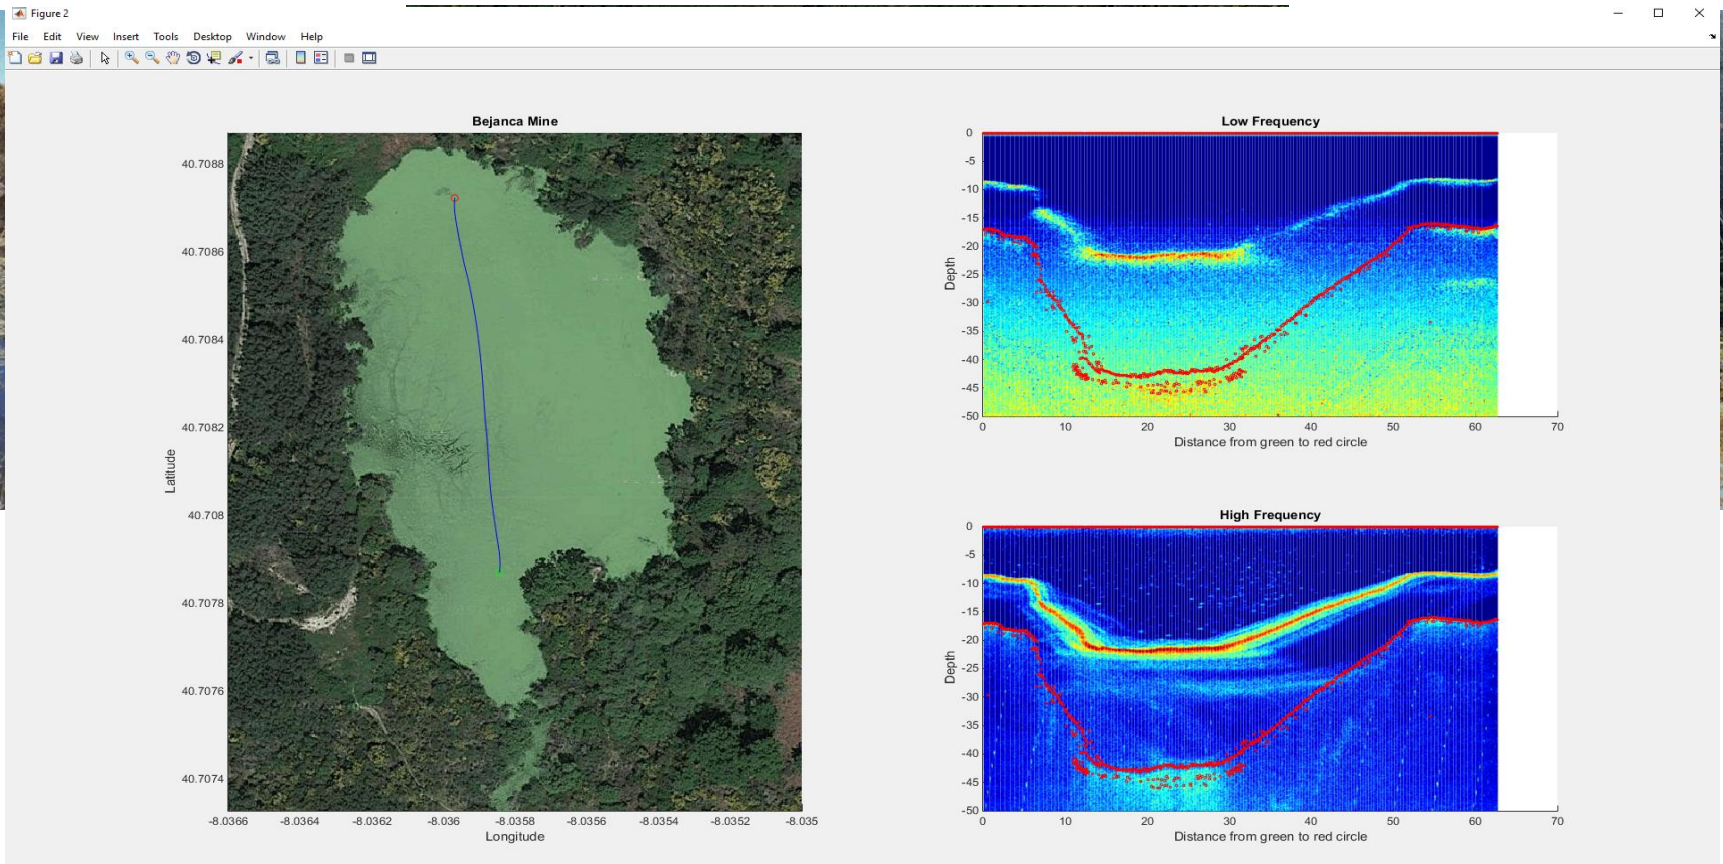 Figure 2
File Edit View Insert Tools Desktop Window Help
Bejanca Mine
40.7088
40.7086
40.7084
40.7082
40.708
40.7078
40.7076
40.7074
Latitude
-8.0366 -8.0364 -8.0362 -8.036 -8.0358 -8.0356 -8.0354 -8.0352 -8.035
Longitude
Low Frequency
0
-5
-10
-15
-20
-25
-30
-35
-40
-45
-50
Depth
0 10 20 30 40 50 60 70
Distance from green to red circle
High Frequency
0
-5
-10
-15
-20
-25
-30
-35
-40
-45
-50
Depth
0 10 20 30 40 50 60 70
Distance from green to red circle